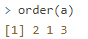 > order(a)
[1] 2 1 3